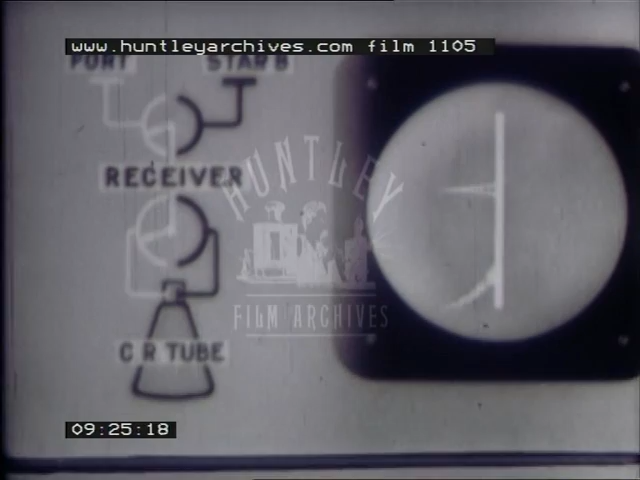 www.huntleyarchives.com film 1105
PORT STARB
RECEIVER
HUNTLEY
FILM ARCHIVES
C R TUBE
09:25:18